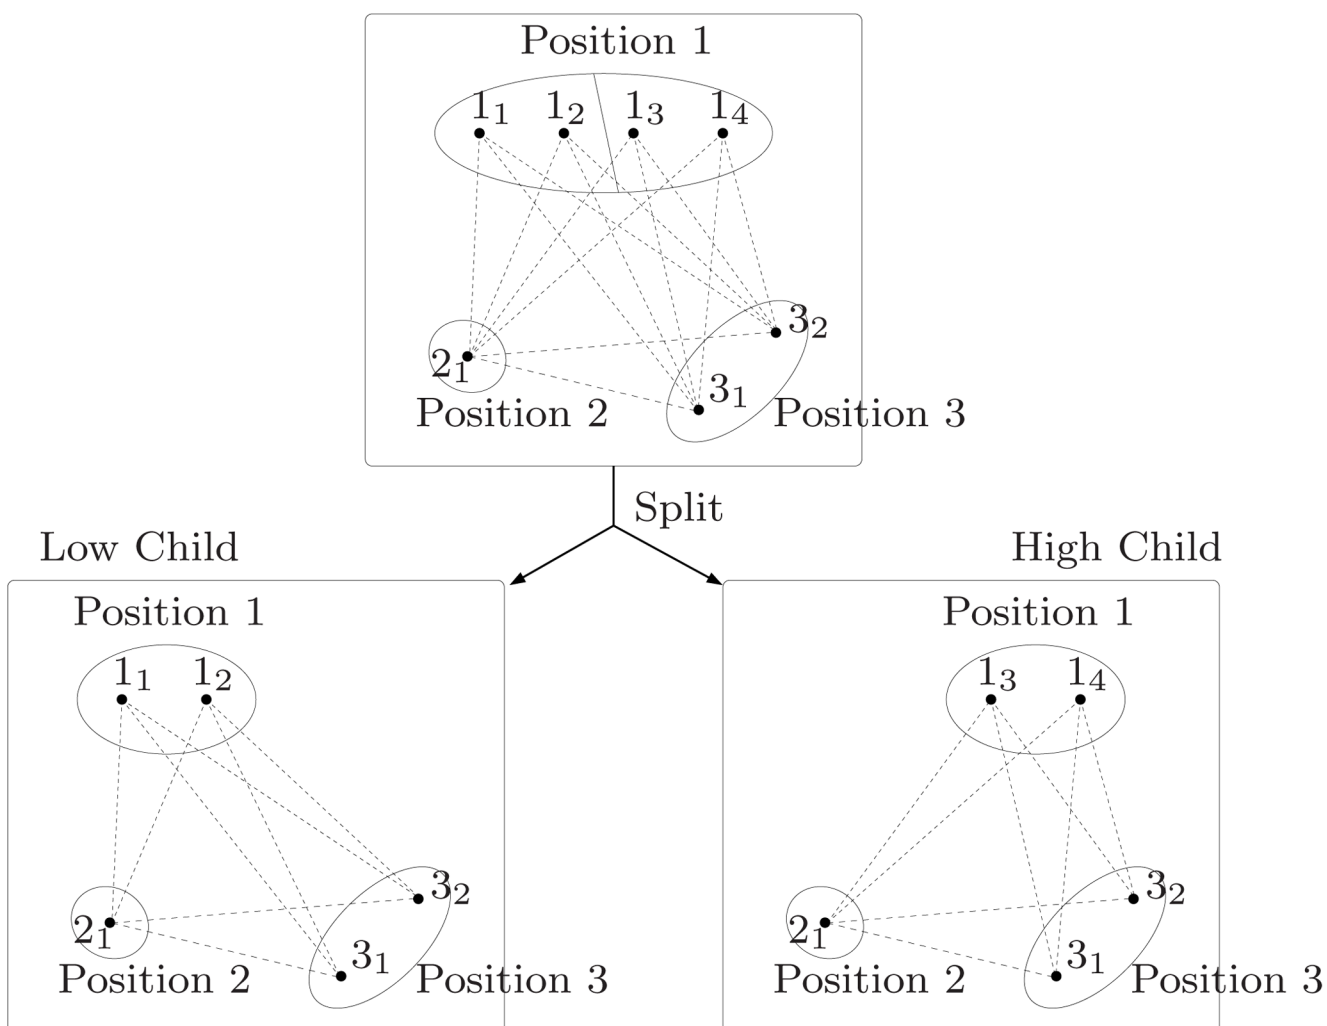 Position 1
1₁ 1₂ 1₃ 1₄
3₂
2₁
3₁
Position 2 Position 3
Split
Low Child High Child
Position 1 Position 1
1₁ 1₂ 1₃ 1₄
3₂ 3₂
2₁ 2₁
3₁ 3₁
Position 2 Position 3 Position 2 Position 3